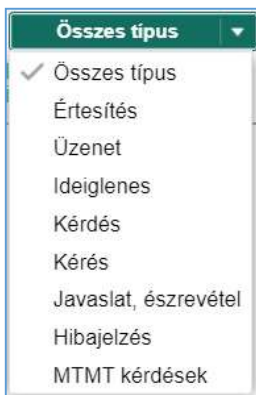 Összes típus
Összes típus
Értesítés
Üzenet
Ideiglenes
Kérdés
Kérés
Javaslat, észrevétel
Hibajelzés
MTMT kérdések